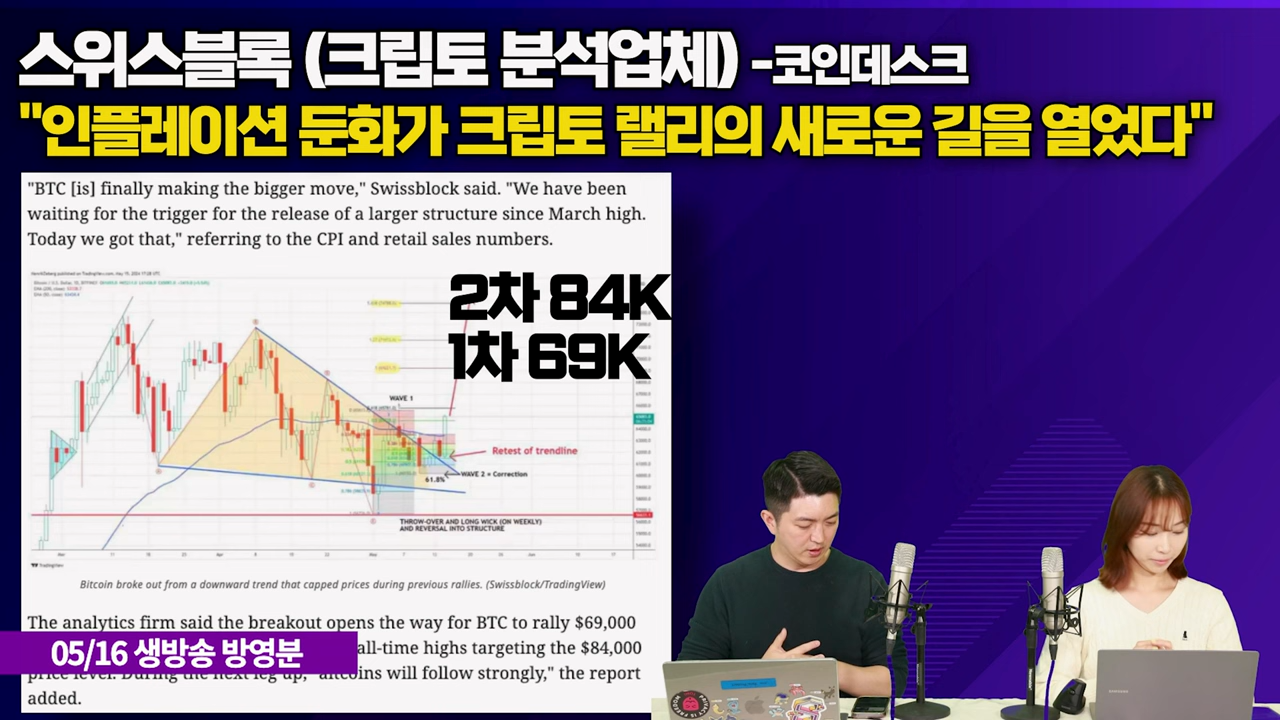 스위스블록 (크립토 분석업체) -코인데스크
"인플레이션 둔화가 크립토 랠리의 새로운 길을 열었다"
"BTC [is] finally making the bigger move," Swissblock said. "We have been
waiting for the trigger for the release of a larger structure since March high.
Today we got that," referring to the CPI and retail sales numbers.
2차 84K
1차 69K
WAVE 1
Retest of trendline
WAVE 2 = Correction
61,8%
THROW-OVER AND LONG WICK (ON WEEKLY)
AND REVERSAL INTO STRUCTURE
TradingView
Bitcoin broke out from a downward trend that capped prices during previous rallies. (Swissblock/TradingView)
The analytics firm said the breakout opens the way for BTC to rally $69,000
all-time highs targeting the $84,000
05/16 생방송 방영분
price level. During the next leg up, "altcoins will follow strongly," the report
added.